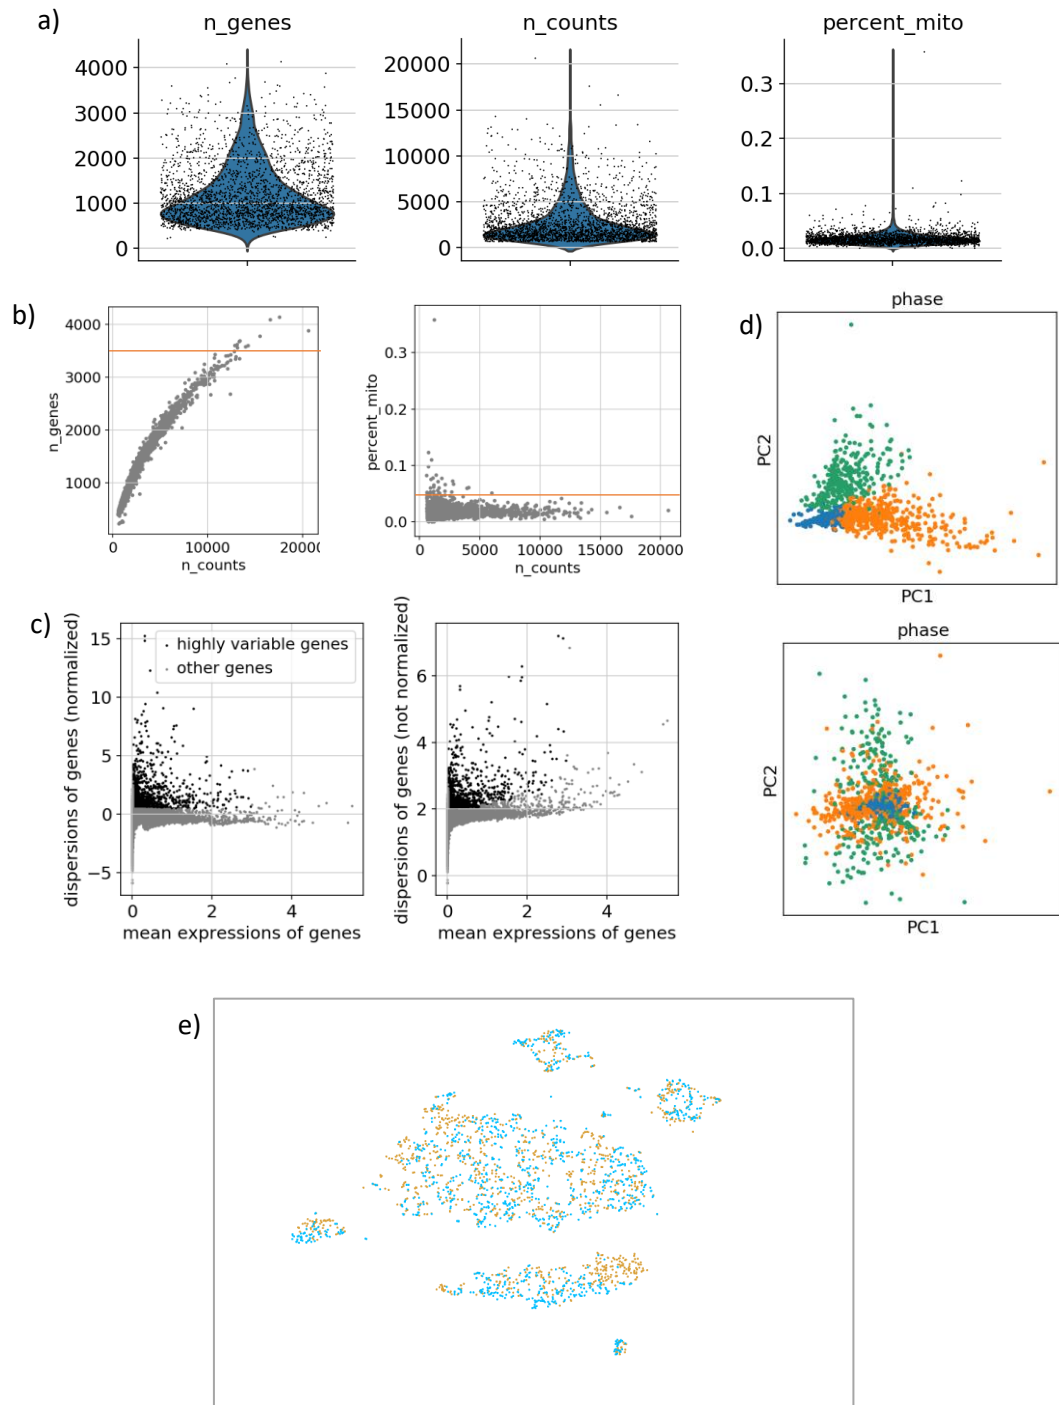 a)
n_genes
n_counts
percent_mito
4000
3000
2000
1000
0
20000
15000
10000
5000
0
0.3
0.2
0.1
0.0
b)
4000
3000
2000
1000
n_genes
0
10000
20000
n_counts
0.3
0.2
0.1
0.0
percent_mito
0
5000
10000
15000
20000
n_counts
d)
phase
PC2
PC1
phase
PC2
PC1
c)
dispersions of genes (normalized)
15
10
5
0
−5
highly variable genes
other genes
0
2
4
mean expressions of genes
dispersions of genes (not normalized)
6
4
2
0
0
2
4
mean expressions of genes
e)